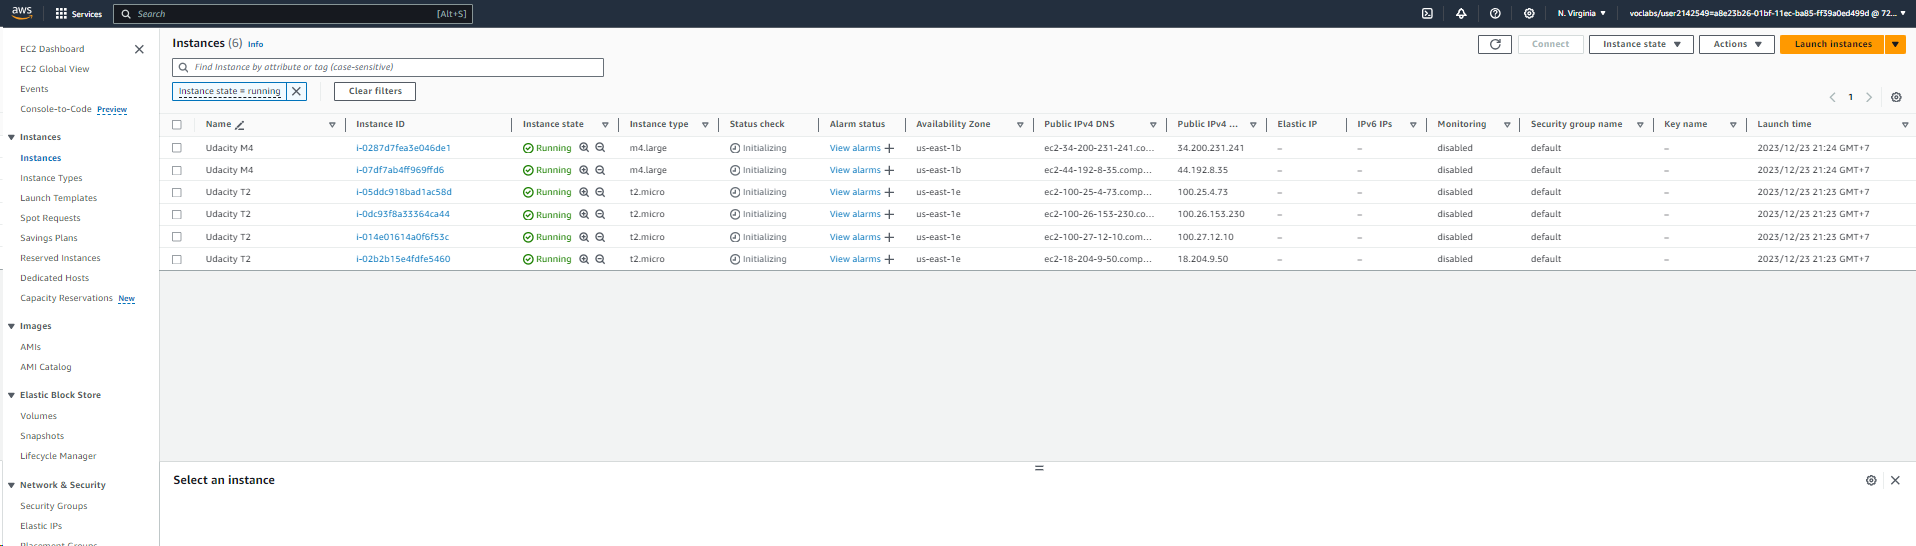 aws Services Search [Alt+S] N. Virginia voclabs/user2142549=a8e23b26-01bf-11ec-ba85-ff39a0ed499d @ 72...
EC2 Dashboard
EC2 Global View
Events
Console-to-Code Preview
Instances
Instances
Instance Types
Launch Templates
Spot Requests
Savings Plans
Reserved Instances
Dedicated Hosts
Capacity Reservations New
Images
AMIs
AMI Catalog
Elastic Block Store
Volumes
Snapshots
Lifecycle Manager
Network & Security
Security Groups
Elastic IPs
Placement Groups
Instances (6) Info
Connect Instance state Actions Launch instances
Find Instance by attribute or tag (case-sensitive)
Instance state = running Clear filters
1
Name Instance ID Instance state Instance type Status check Alarm status Availability Zone Public IPv4 DNS Public IPv4 ... Elastic IP IPv6 IPs Monitoring Security group name Key name Launch time
Udacity M4 i-0287d7fea3e046de1 Running m4.large Initializing View alarms + us-east-1b ec2-34-200-231-241.co... 34.200.231.241 – – disabled default – 2023/12/23 21:24 GMT+7
Udacity M4 i-07df7ab4ff969ffd6 Running m4.large Initializing View alarms + us-east-1b ec2-44-192-8-35.comp... 44.192.8.35 – – disabled default – 2023/12/23 21:24 GMT+7
Udacity T2 i-05ddc918bad1ac58d Running t2.micro Initializing View alarms + us-east-1e ec2-100-25-4-73.comp... 100.25.4.73 – – disabled default – 2023/12/23 21:23 GMT+7
Udacity T2 i-0dc93f8a33364ca44 Running t2.micro Initializing View alarms + us-east-1e ec2-100-26-153-230.co... 100.26.153.230 – – disabled default – 2023/12/23 21:23 GMT+7
Udacity T2 i-014e01614a0f6f53c Running t2.micro Initializing View alarms + us-east-1e ec2-100-27-12-10.com... 100.27.12.10 – – disabled default – 2023/12/23 21:23 GMT+7
Udacity T2 i-02b2b15e4fdfe5460 Running t2.micro Initializing View alarms + us-east-1e ec2-18-204-9-50.comp... 18.204.9.50 – – disabled default – 2023/12/23 21:23 GMT+7
Select an instance